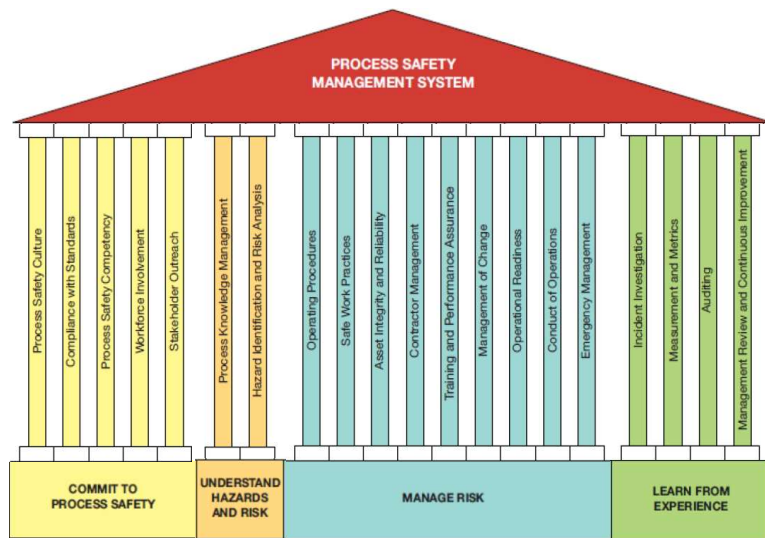 PROCESS SAFETY
MANAGEMENT SYSTEM
Process Safety Culture
Compliance with Standards
Process Safety Competency
Workforce Involvement
Stakeholder Outreach
Process Knowledge Management
Hazard Identification and Risk Analysis
Operating Procedures
Safe Work Practices
Asset Integrity and Reliability
Contractor Management
Training and Performance Assurance
Management of Change
Operational Readiness
Conduct of Operations
Emergency Management
Incident Investigation
Measurement and Metrics
Auditing
Management Review and Continuous Improvement
COMMIT TO
PROCESS SAFETY
UNDERSTAND
HAZARDS
AND RISK
MANAGE RISK
LEARN FROM
EXPERIENCE